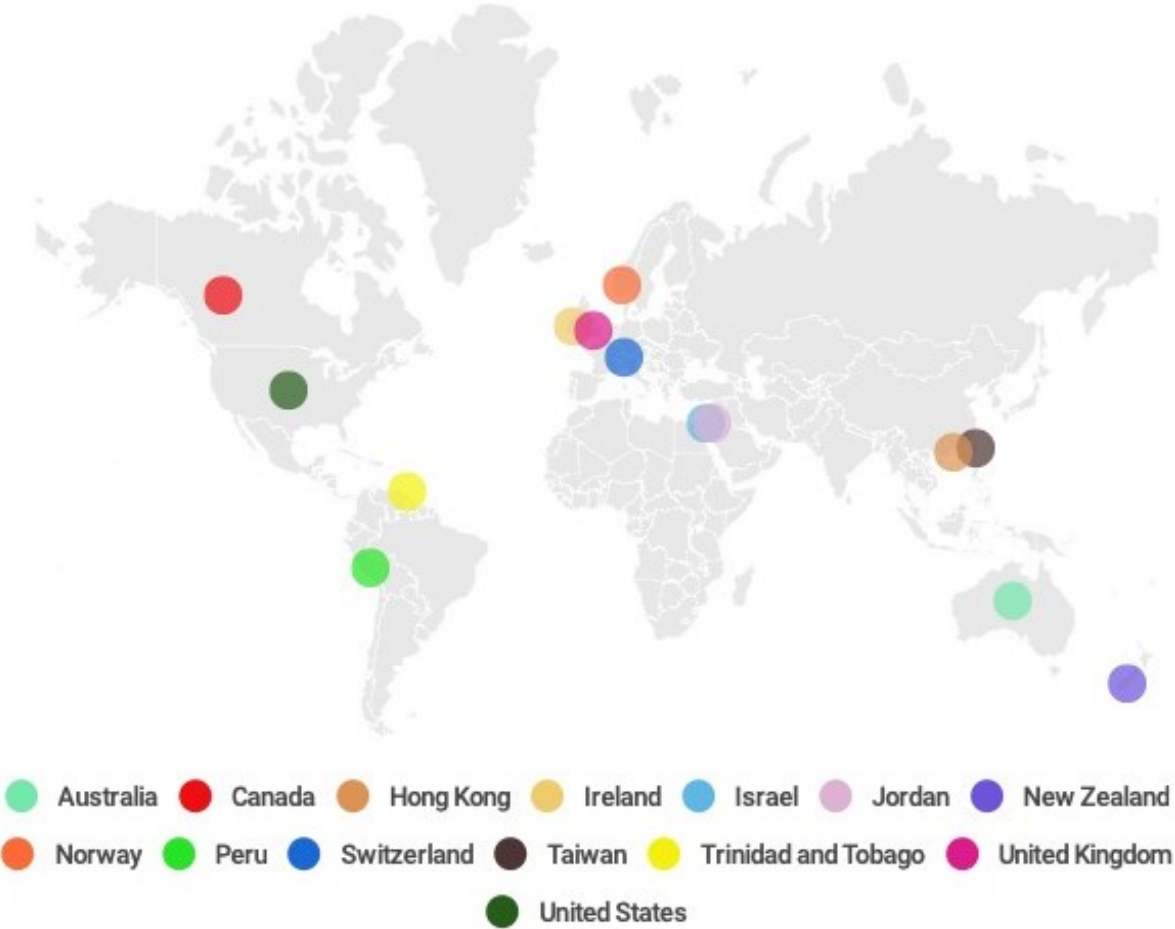 Australia Canada Hong Kong Ireland Israel Jordan New Zealand
Norway Peru Switzerland Taiwan Trinidad and Tobago United Kingdom
United States